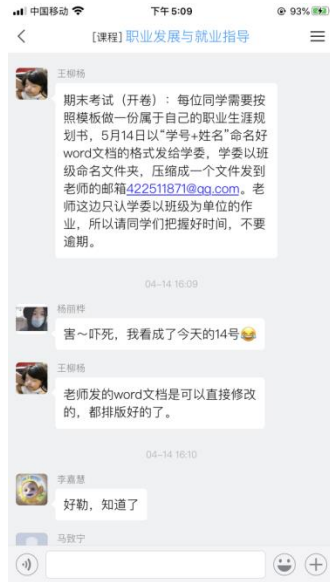 中国移动 下午5:09 93%
[课程]职业发展与就业指导
王柳杨
期末考试（开卷）：每位同学需要按
照模板做一份属于自己的职业生涯规
划书，5月14日以“学号+姓名”命名好
word文档的格式发给学委，学委以班
级命名文件夹，压缩成一个文件发到
老师的邮箱422511871@qq.com。老
师这边只认学委以班级为单位的作
业，所以请同学们把握好时间，不要
逾期。
04-14 16:09
杨丽桦
害～吓死，我看成了今天的14号
王柳杨
老师发的word文档是可以直接修改
的，都排版好的了。
04-14 16:10
李嘉慧
好勒，知道了
马致宁